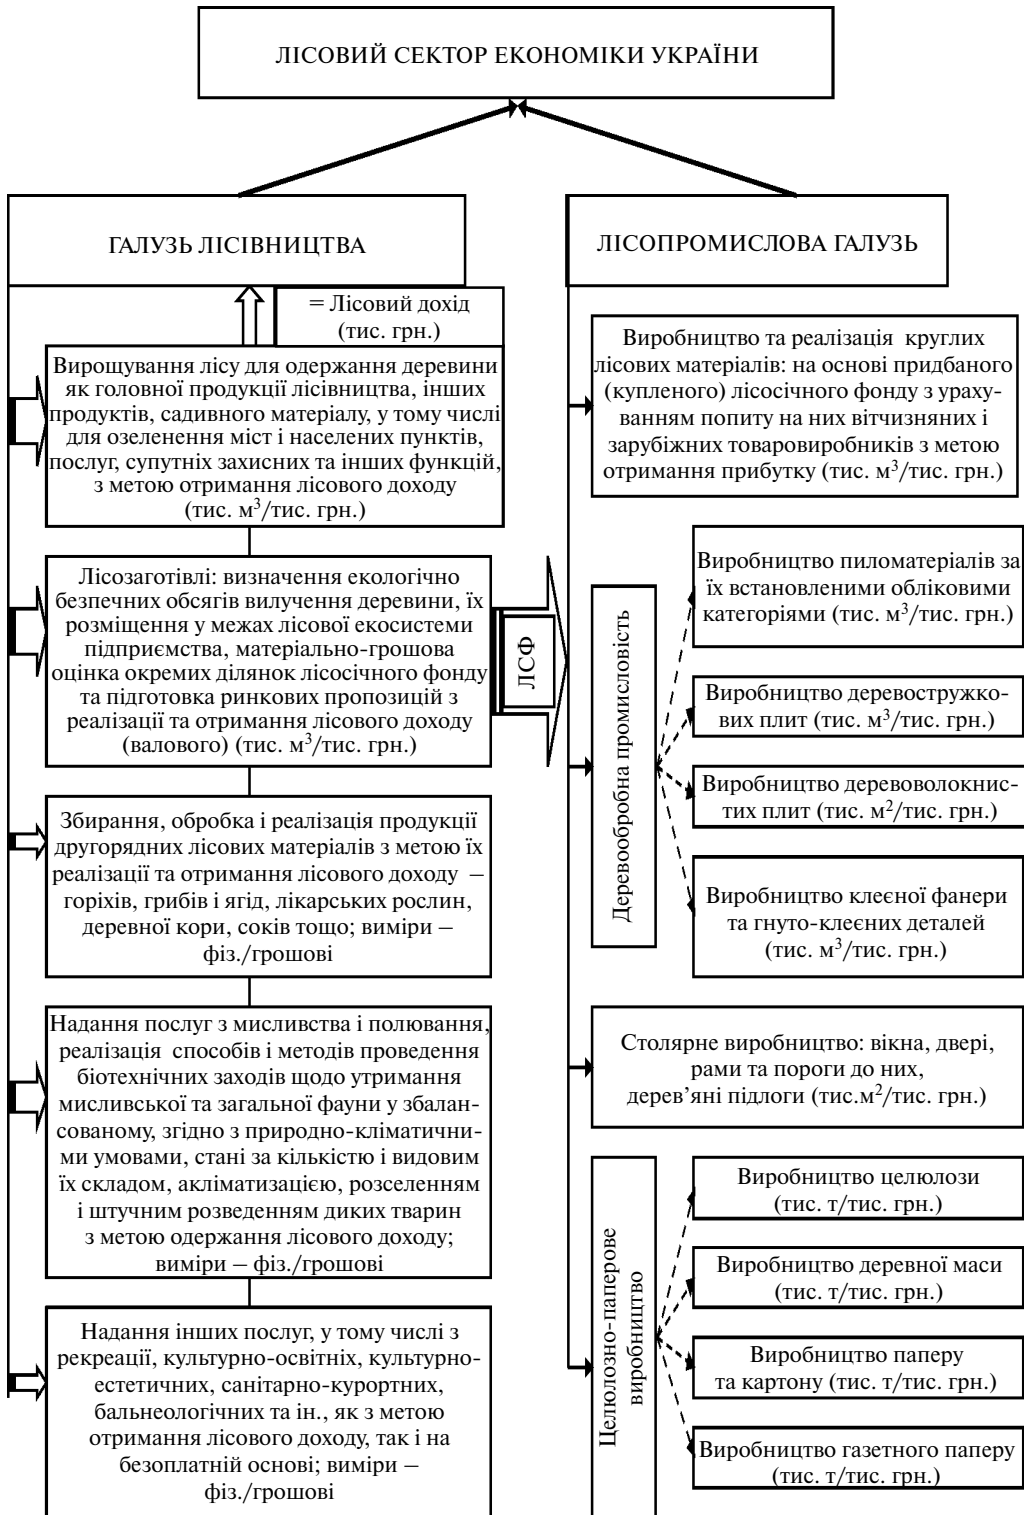 ЛІСОВИЙ СЕКТОР ЕКОНОМІКИ УКРАЇНИ
ГАЛУЗЬ ЛІСІВНИЦТВА
= Лісовий дохід
(тис. грн.)
Вирощування лісу для одержання деревини
як головної продукції лісівництва, інших
продуктів, садивного матеріалу, у тому числі
для озеленення міст і населених пунктів,
послуг, супутніх захисних та інших функцій,
з метою отримання лісового доходу
(тис. м³/тис. грн.)
Лісозаготівлі: визначення екологічно
безпечних обсягів вилучення деревини, їх
розміщення у межах лісової екосистеми
підприємства, матеріально-грошова
оцінка окремих ділянок лісосічного фонду
та підготовка ринкових пропозицій з
реалізації та отримання лісового доходу
(валового) (тис. м³/тис. грн.)
ЛСФ
Збирання, обробка і реалізація продукції
другорядних лісових матеріалів з метою їх
реалізації та отримання лісового доходу –
горіхів, грибів і ягід, лікарських рослин,
деревної кори, соків тощо; виміри –
фіз./грошові
Надання послуг з мисливства і полювання,
реалізація способів і методів проведення
біотехнічних заходів щодо утримання
мисливської та загальної фауни у збалан-
сованому, згідно з природно-кліматични-
ми умовами, стані за кількістю і видовим
їх складом, акліматизацією, розселенням
і штучним розведенням диких тварин
з метою одержання лісового доходу;
виміри – фіз./грошові
Надання інших послуг, у тому числі з
рекреації, культурно-освітніх, культурно-
естетичних, санітарно-курортних,
бальнеологічних та ін., як з метою
отримання лісового доходу, так і на
безоплатній основі; виміри –
фіз./грошові
ЛІСОПРОМИСЛОВА ГАЛУЗЬ
Виробництво та реалізація круглих
лісових матеріалів: на основі придбаного
(купленого) лісосічного фонду з ураху-
ванням попиту на них вітчизняних і
зарубіжних товаровиробників з метою
отримання прибутку (тис. м³/тис. грн.)
Деревообробна промисловість
Виробництво пиломатеріалів за
їх встановленими обліковими
категоріями (тис. м³/тис. грн.)
Виробництво деревостружко-
вих плит (тис. м³/тис. грн.)
Виробництво деревоволокнис-
тих плит (тис. м²/тис. грн.)
Виробництво клеєної фанери
та гнуто-клеєних деталей
(тис. м³/тис. грн.)
Столярне виробництво: вікна, двері,
рами та пороги до них,
дерев’яні підлоги (тис.м²/тис. грн.)
Целюлозно-паперове
виробництво
Виробництво целюлози
(тис. т/тис. грн.)
Виробництво деревної маси
(тис. т/тис. грн.)
Виробництво паперу
та картону (тис. т/тис. грн.)
Виробництво газетного паперу
(тис. т/тис. грн.)